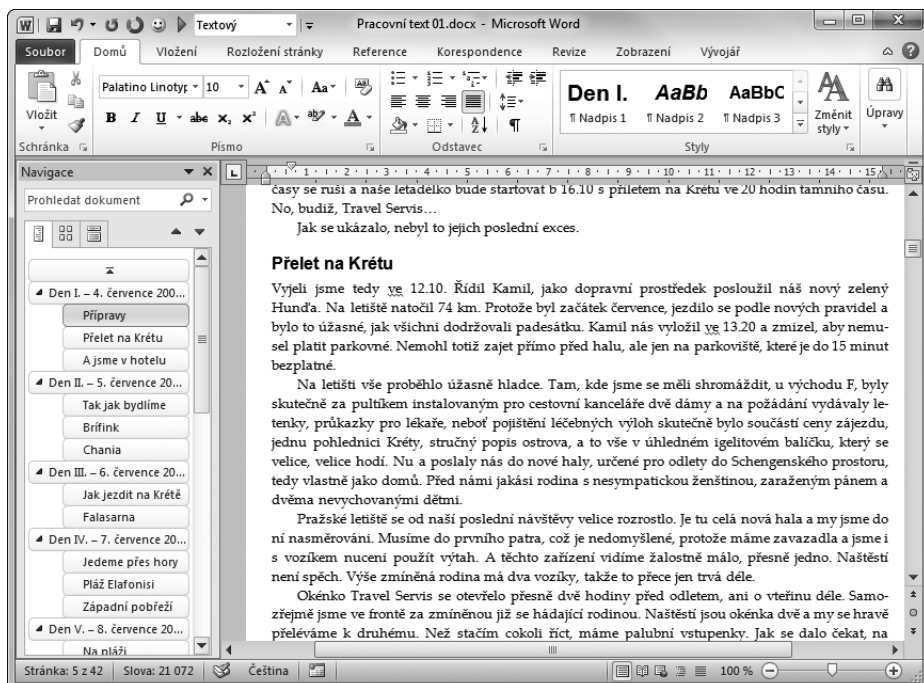 Textový
Pracovní text 01.docx - Microsoft Word
Soubor Domů Vložení Rozložení stránky Reference Korespondence Revize Zobrazení Vývojář
Vložit
Schránka
Palatino Linoty 10
Písmo
Odstavec
Den I. AaBb AaBbC
¶ Nadpis 1 ¶ Nadpis 2 ¶ Nadpis 3
Změnit
styly
Styly
Úpravy
Navigace
Prohledat dokument
Den I. – 4. července 200...
Přípravy
Přelet na Krétu
A jsme v hotelu
Den II. – 5. července 20...
Tak jak bydlíme
Brífink
Chania
Den III. – 6. července 20...
Jak jezdit na Krétě
Falasarna
Den IV. – 7. července 20...
Jedeme přes hory
Pláž Elafonisi
Západní pobřeží
Den V. – 8. července 20...
Na pláži
1 2 3 4 5 6 7 8 9 10 11 12 13 14 15
časy se ruší a naše letadélko bude startovat b 16.10 s příletem na Krétu ve 20 hodin tamního času.
No, budiž, Travel Servis…
Jak se ukázalo, nebyl to jejich poslední exces.
Přelet na Krétu
Vyjeli jsme tedy ve 12.10. Řídil Kamil, jako dopravní prostředek posloužil náš nový zelený
Hunďa. Na letiště natočil 74 km. Protože byl začátek července, jezdilo se podle nových pravidel a
bylo to úžasné, jak všichni dodržovali padesátku. Kamil nás vyložil ve 13.20 a zmizel, aby nemu-
sel platit parkovné. Nemohl totiž zajet přímo před halu, ale jen na parkoviště, které je do 15 minut
bezplatné.
Na letišti vše proběhlo úžasně hladce. Tam, kde jsme se měli shromáždit, u východu F, byly
skutečně za pultíkem instalovaným pro cestovní kanceláře dvě dámy a na požádání vydávaly le-
tenky, průkazky pro lékaře, neboť pojištění léčebných výloh skutečně bylo součástí ceny zájezdu,
jednu pohlednici Kréty, stručný popis ostrova, a to vše v úhledném igelitovém balíčku, který se
velice, velice hodí. Nu a poslaly nás do nové haly, určené pro odlety do Schengenského prostoru,
tedy vlastně jako domů. Před námi jakási rodina s nesympatickou ženštinou, zaraženým pánem a
dvěma nevychovanými dětmi.
Pražské letiště se od naší poslední návštěvy velice rozrostlo. Je tu celá nová hala a my jsme do
ní nasměrováni. Musíme do prvního patra, což je nedomyšlené, protože máme zavazadla a jsme i
s vozíkem nuceni použít výtah. A těchto zařízení vidíme žalostně málo, přesně jedno. Naštěstí
není spěch. Výše zmíněná rodina má dva vozíky, takže to přece jen trvá déle.
Okénko Travel Servis se otevřelo přesně dvě hodiny před odletem, ani o vteřinu déle. Samo-
zřejmě jsme ve frontě za zmíněnou již se hádající rodinou. Naštěstí jsou okénka dvě a my se hravě
přeléváme k druhému. Než stačím cokoli říct, máme palubní vstupenky. Jak se dalo čekat, na
Stránka: 5 z 42 Slova: 21 072 Čeština 100 %